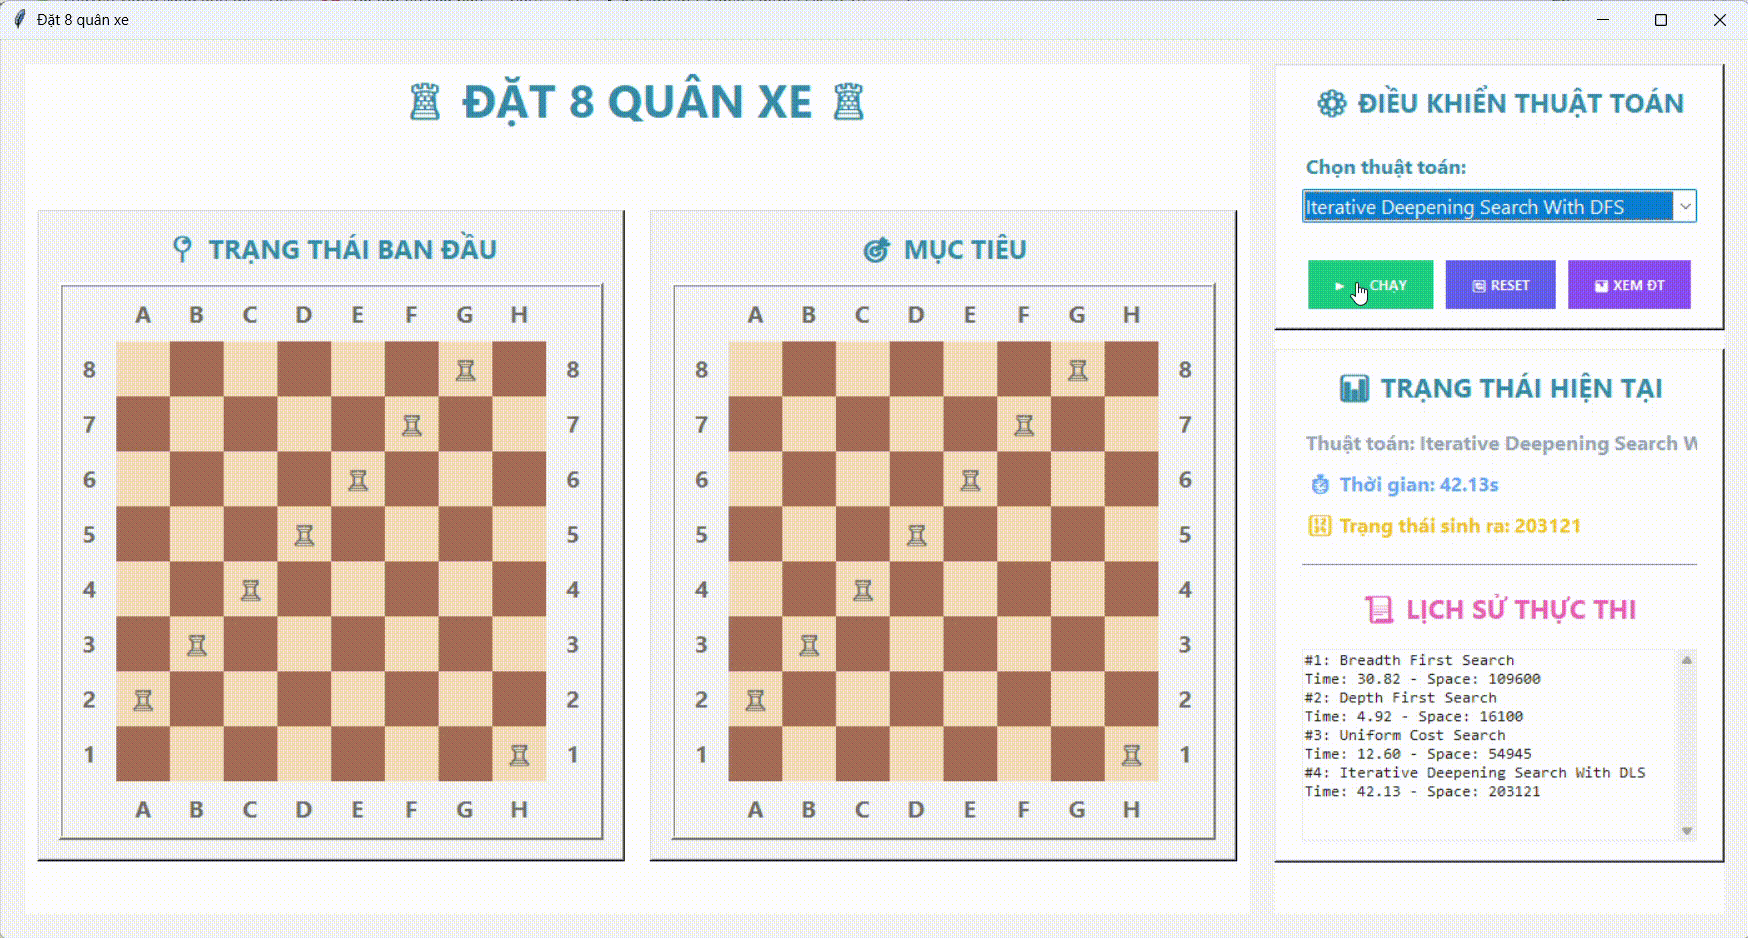 Đặt 8 quân xe
ĐẶT 8 QUÂN XE
TRẠNG THÁI BAN ĐẦU
A B C D E F G H
8 8
7 7
6 6
5 5
4 4
3 3
2 2
1 1
A B C D E F G H
MỤC TIÊU
A B C D E F G H
8 8
7 7
6 6
5 5
4 4
3 3
2 2
1 1
A B C D E F G H
ĐIỀU KHIỂN THUẬT TOÁN
Chọn thuật toán:
Iterative Deepening Search With DFS
CHẠY RESET XEM ĐT
TRẠNG THÁI HIỆN TẠI
Thuật toán: Iterative Deepening Search W
Thời gian: 42.13s
Trạng thái sinh ra: 203121
LỊCH SỬ THỰC THI
#1: Breadth First Search
Time: 30.82 - Space: 109600
#2: Depth First Search
Time: 4.92 - Space: 16100
#3: Uniform Cost Search
Time: 12.60 - Space: 54945
#4: Iterative Deepening Search With DLS
Time: 42.13 - Space: 203121